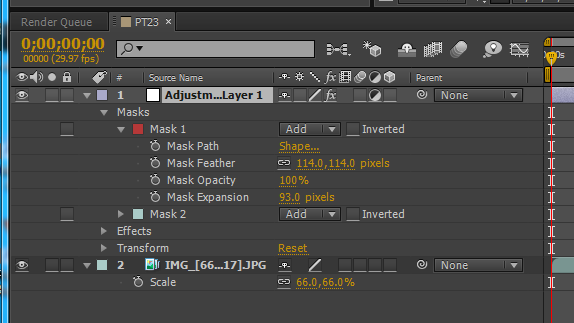 Render Queue PT23
0;00;00;00
00000 (29.97 fps)
# Source Name fx Parent
1 Adjustm...Layer 1 fx None
Masks
Mask 1 Add Inverted
Mask Path Shape...
Mask Feather 114.0,114.0 pixels
Mask Opacity 100%
Mask Expansion 93.0 pixels
Mask 2 Add Inverted
Effects
Transform Reset
2 IMG_[66...17].JPG None
Scale 66.0,66.0%